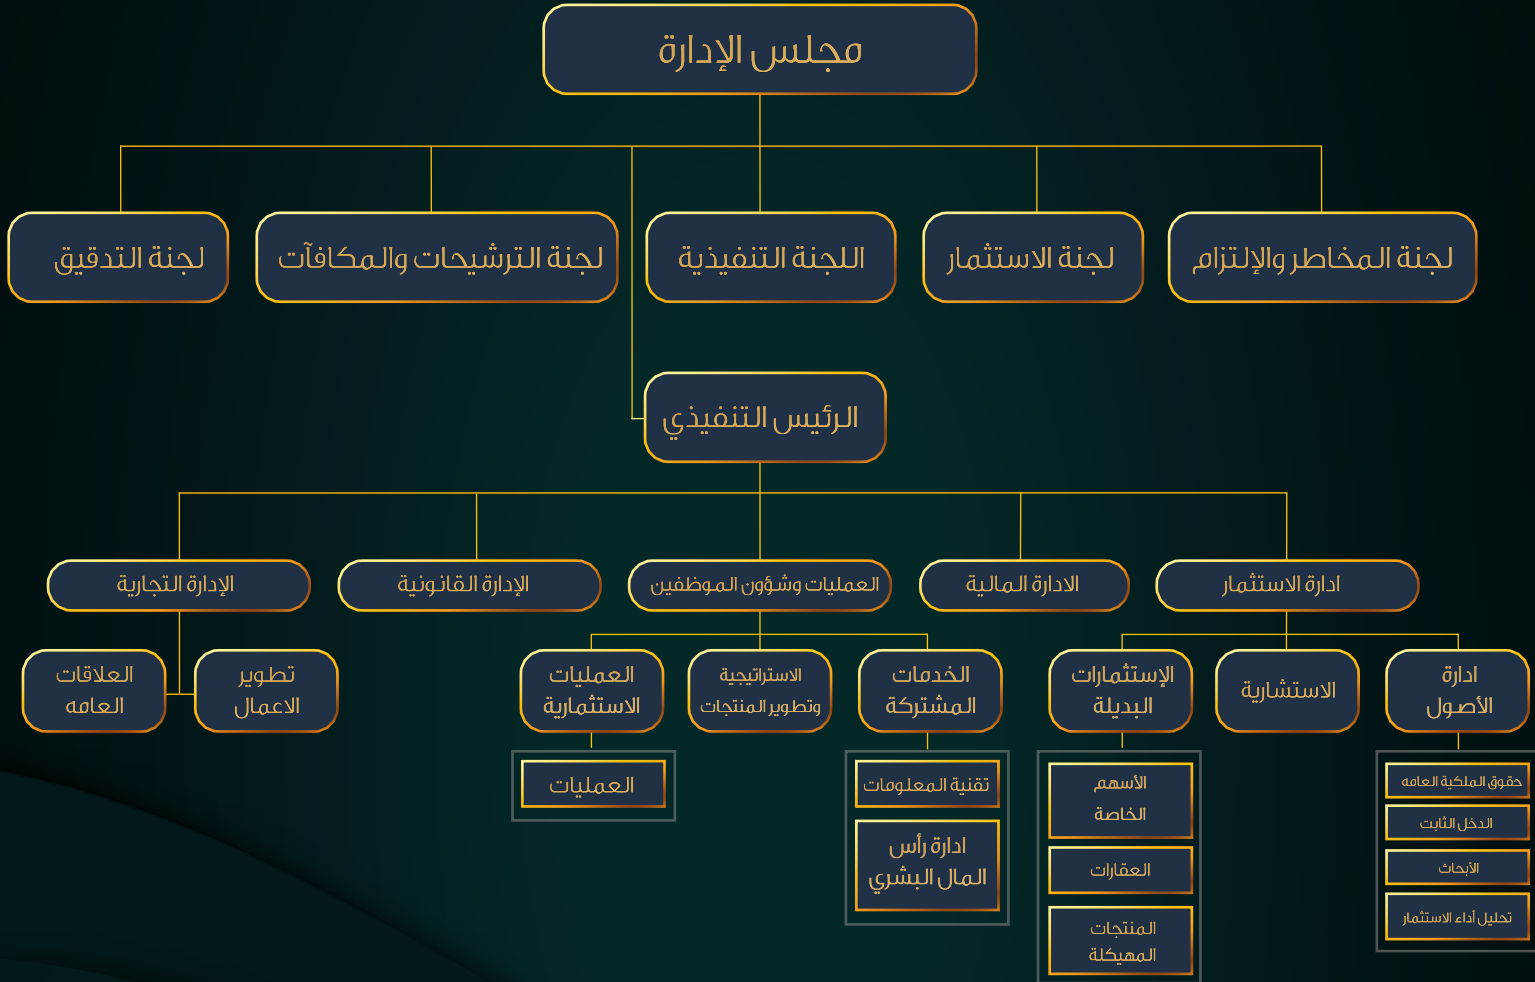 مجلس الإدارة
لجنة المخاطر والإلتزام
لجنة الاستثمار
اللجنة التنفيذية
لجنة الترشيحات والمكافآت
لجنة التدقيق
الرئيس التنفيذي
ادارة الاستثمار
الادارة المالية
العمليات وشؤون الموظفين
الإدارة القانونية
الإدارة التجارية
ادارة
الأصول
الاستشارية
الإستثمارات
البديلة
الخدمات
المشتركة
الاستراتيجية
وتطوير المنتجات
العمليات
الاستثمارية
تطوير
الاعمال
العلاقات
العامه
حقوق الملكية العامه
الدخل الثابت
الأبحاث
تحليل أداء الاستثمار
الأسهم
الخاصة
العقارات
المنتجات
المهيكلة
تقنية المعلومات
ادارة رأس
المال البشري
العمليات